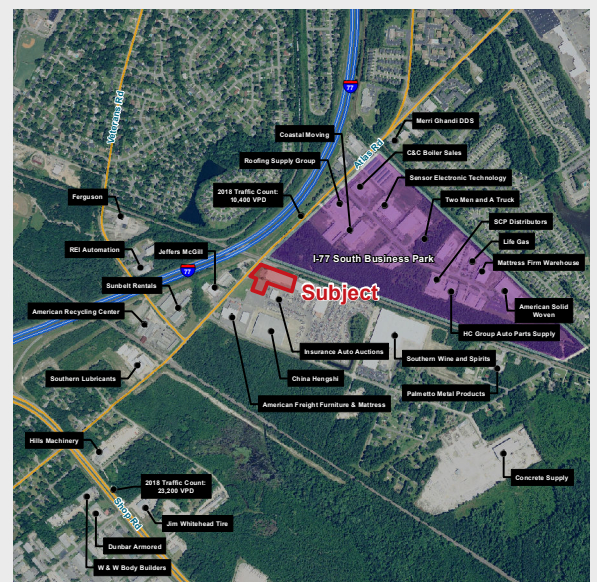 77
Merri Ghandi DDS
Veterans Rd
Coastal Moving
Atlas Rd
C&C Boiler Sales
Roofing Supply Group
Sensor Electronic Technology
2018 Traffic Count:
10,400 VPD
Two Men and A Truck
Ferguson
SCP Distributors
Life Gas
REI Automation
Jeffers McGill
I-77 South Business Park
Mattress Firm Warehouse
77
Sunbelt Rentals
Subject
American Solid
Woven
American Recycling Center
HC Group Auto Parts Supply
Insurance Auto Auctions
Southern Wine and Spirits
Southern Lubricants
China Hengshi
Palmetto Metal Products
American Freight Furniture & Mattress
Hills Machinery
Concrete Supply
2018 Traffic Count:
23,200 VPD
Shop Rd
Jim Whitehead Tire
Dunbar Armored
W & W Body Builders